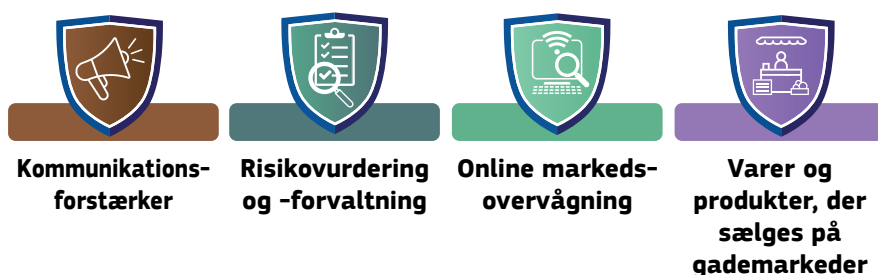 Kommunikations-
forstærker
Risikovurdering
og -forvaltning
Online markeds-
overvågning
Varer og
produkter, der
sælges på
gademarkeder